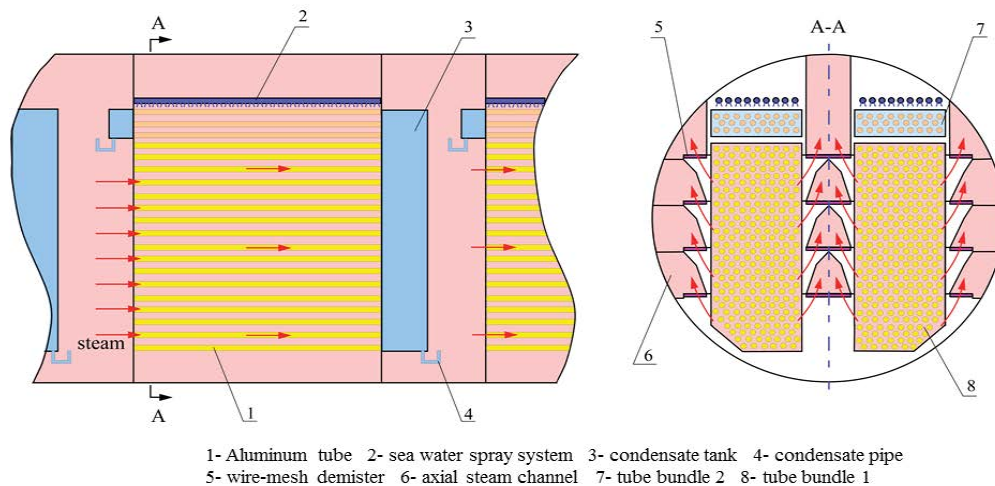 A
2
3
A-A
5
7
steam
A
1
4
6
8
1- Aluminum tube 2- sea water spray system 3- condensate tank 4- condensate pipe
5- wire-mesh demister 6- axial steam channel 7- tube bundle 2 8- tube bundle 1